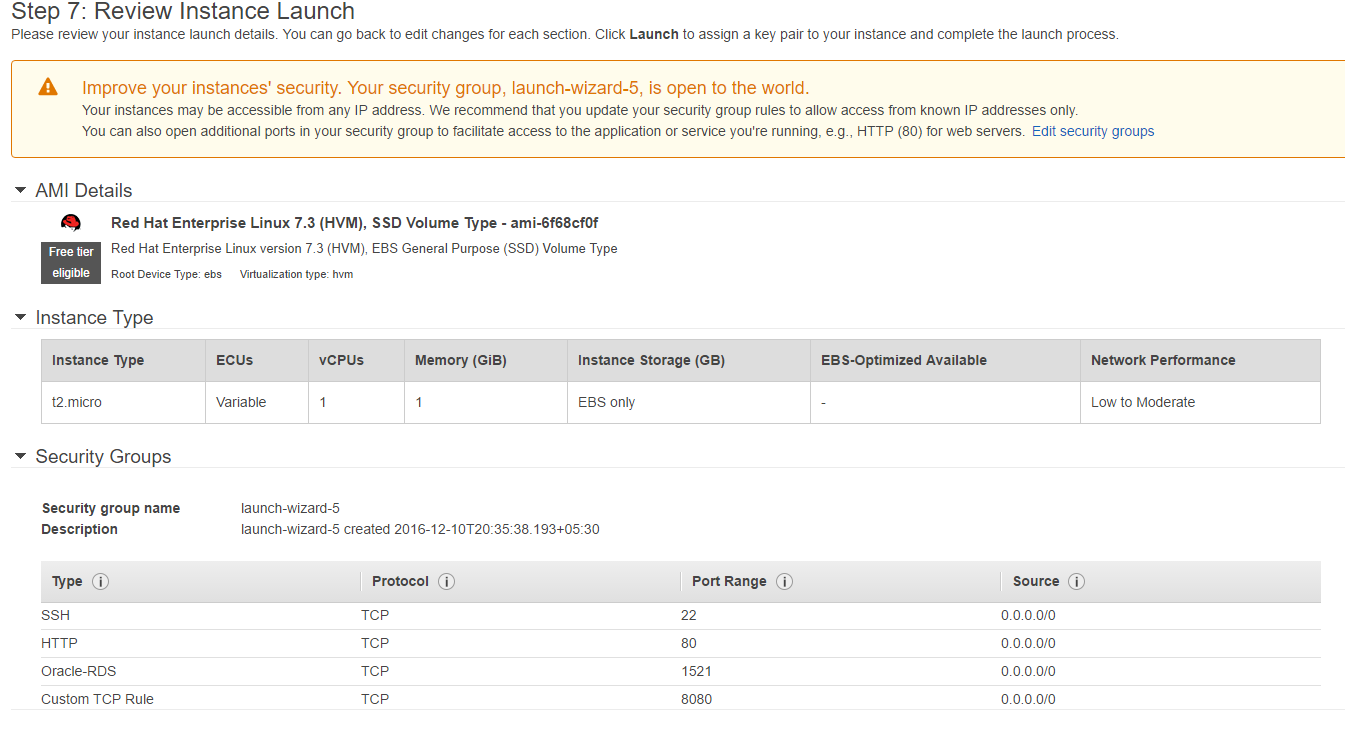 Step 7: Review Instance Launch
Please review your instance launch details. You can go back to edit changes for each section. Click Launch to assign a key pair to your instance and complete the launch process.
Improve your instances' security. Your security group, launch-wizard-5, is open to the world.
Your instances may be accessible from any IP address. We recommend that you update your security group rules to allow access from known IP addresses only.
You can also open additional ports in your security group to facilitate access to the application or service you're running, e.g., HTTP (80) for web servers. Edit security groups
AMI Details
Red Hat Enterprise Linux 7.3 (HVM), SSD Volume Type - ami-6f68cf0f
Free tier
eligible
Red Hat Enterprise Linux version 7.3 (HVM), EBS General Purpose (SSD) Volume Type
Root Device Type: ebs Virtualization type: hvm
Instance Type
Instance Type ECUs vCPUs Memory (GiB) Instance Storage (GB) EBS-Optimized Available Network Performance
t2.micro Variable 1 1 EBS only - Low to Moderate
Security Groups
Security group name launch-wizard-5
Description launch-wizard-5 created 2016-12-10T20:35:38.193+05:30
Type i Protocol i Port Range i Source i
SSH TCP 22 0.0.0.0/0
HTTP TCP 80 0.0.0.0/0
Oracle-RDS TCP 1521 0.0.0.0/0
Custom TCP Rule TCP 8080 0.0.0.0/0